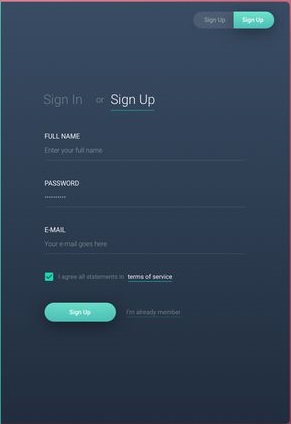 Sign Up Sign Up
Sign In or Sign Up
FULL NAME
Enter your full name
PASSWORD
••••••••••
E-MAIL
Your e-mail goes here
I agree all statements in terms of service
Sign Up I'm already member